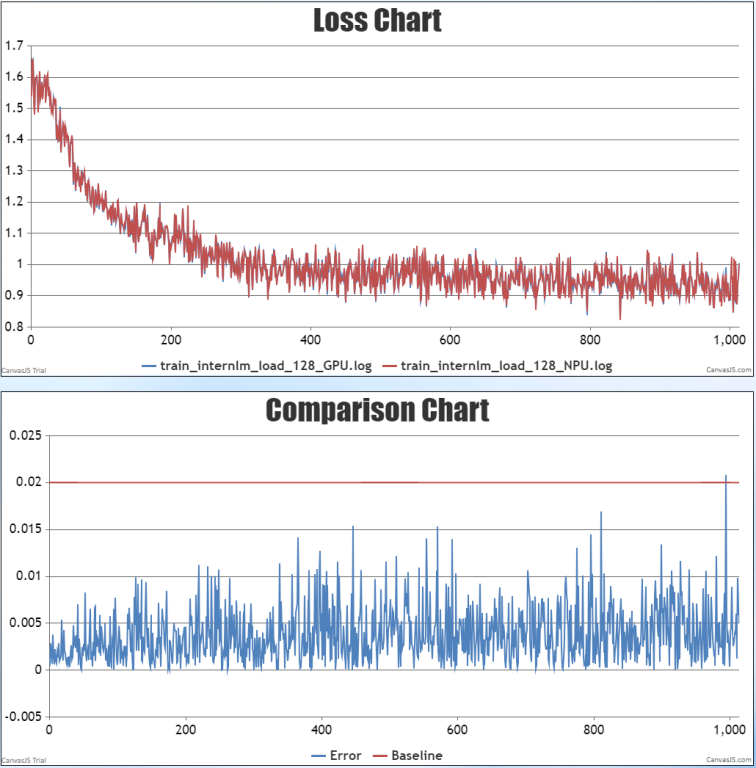 Loss Chart
1.7
1.6
1.5
1.4
1.3
1.2
1.1
1
0.9
0.8
0 200 400 600 800 1,000
train_internlm_load_128_GPU.log train_internlm_load_128_NPU.log
CanvasJS Trial CanvasJS.com
Comparison Chart
0.025
0.02
0.015
0.01
0.005
0
-0.005
0 200 400 600 800 1,000
Error Baseline
CanvasJS Trial CanvasJS.com